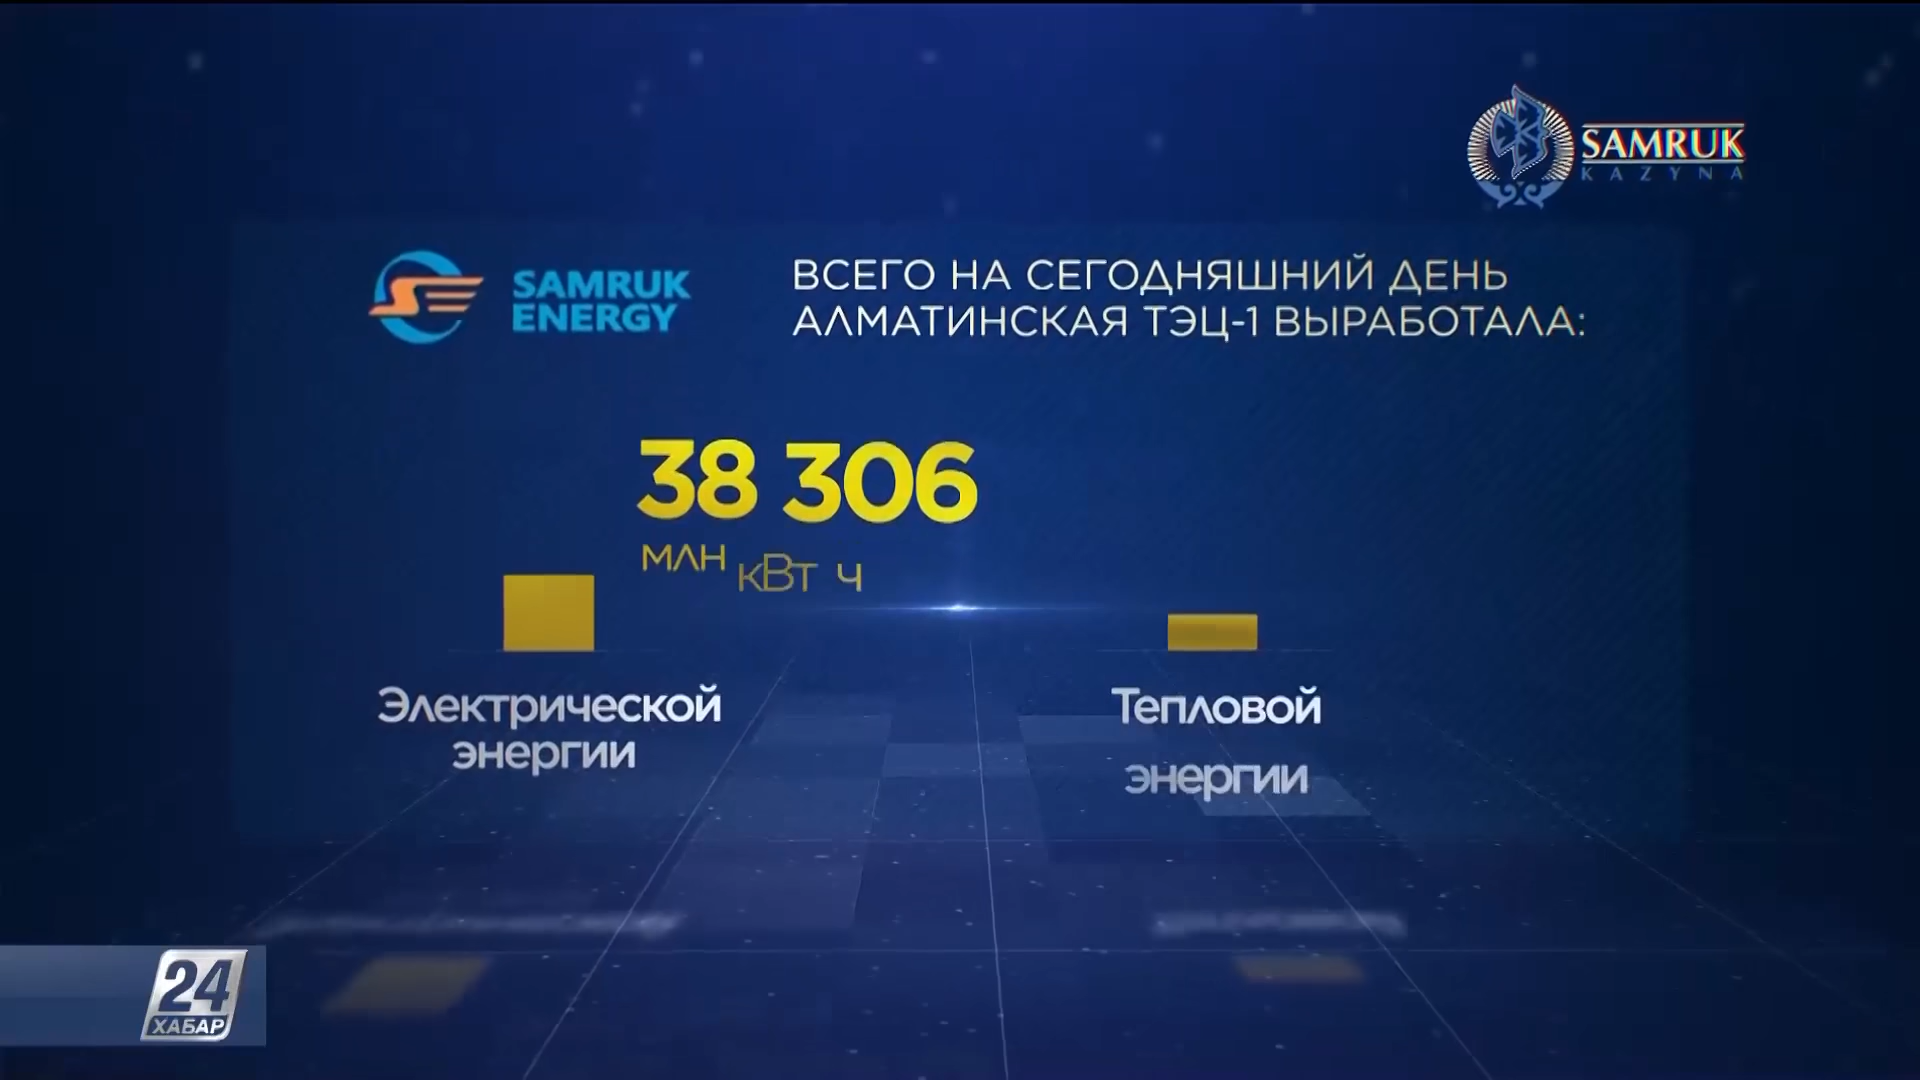 SAMRUK
KAZYNA
SAMRUK
ENERGY
ВСЕГО НА СЕГОДНЯШНИЙ ДЕНЬ
АЛМАТИНСКАЯ ТЭЦ-1 ВЫРАБОТАЛА:
38 306
МЛН кВт ч
Электрической
энергии
Тепловой
энергии
24
ХАБАР